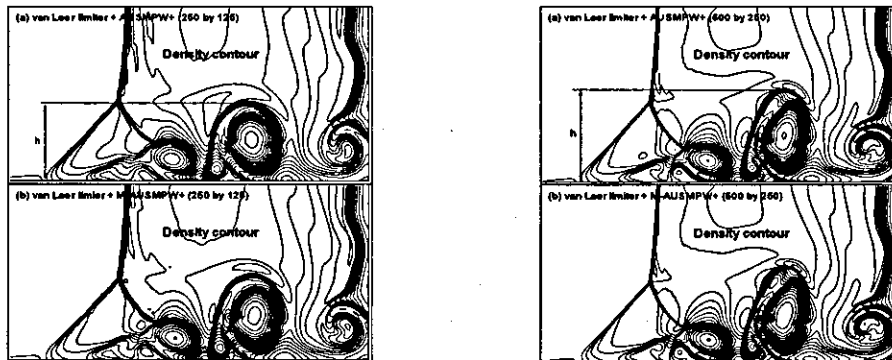 (a) van Leer limiter + AUSMPW+ (250 by 125)
Density contour
h
(b) van Leer limiter + M-AUSMPW+ (250 by 125)
Density contour
(a) van Leer limiter + AUSMPW+ (500 by 250)
Density contour
h
(b) van Leer limiter + M-AUSMPW+ (500 by 250)
Density contour